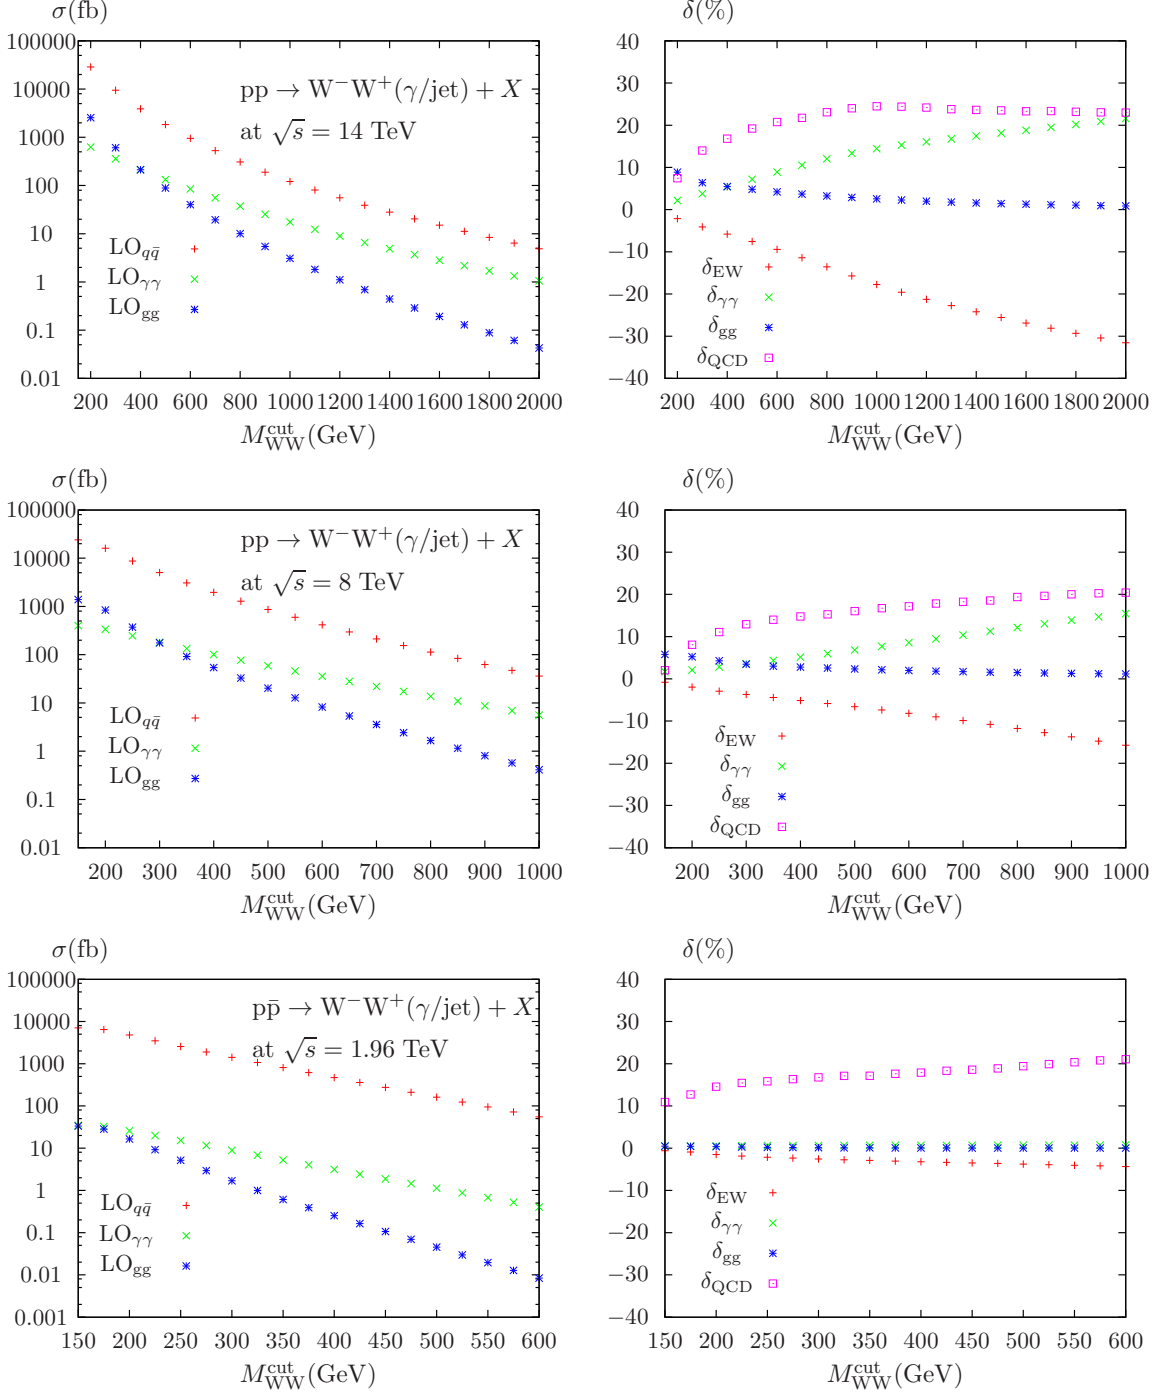 σ(fb)
100000
10000
1000
100
10
1
0.1
0.01
pp → W⁻W⁺(γ/jet) + X
at √s = 14 TeV
LO_qq̄
LO_γγ
LO_gg
200 400 600 800 1000 1200 1400 1600 1800 2000
M_WW^cut(GeV)
δ(%)
40
30
20
10
0
−10
−20
−30
−40
δ_EW
δ_γγ
δ_gg
δ_QCD
200 400 600 800 1000 1200 1400 1600 1800 2000
M_WW^cut(GeV)
σ(fb)
100000
10000
1000
100
10
1
0.1
0.01
pp → W⁻W⁺(γ/jet) + X
at √s = 8 TeV
LO_qq̄
LO_γγ
LO_gg
200 300 400 500 600 700 800 900 1000
M_WW^cut(GeV)
δ(%)
40
30
20
10
0
−10
−20
−30
−40
δ_EW
δ_γγ
δ_gg
δ_QCD
200 300 400 500 600 700 800 900 1000
M_WW^cut(GeV)
σ(fb)
100000
10000
1000
100
10
1
0.1
0.01
0.001
pp̄ → W⁻W⁺(γ/jet) + X
at √s = 1.96 TeV
LO_qq̄
LO_γγ
LO_gg
150 200 250 300 350 400 450 500 550 600
M_WW^cut(GeV)
δ(%)
40
30
20
10
0
−10
−20
−30
−40
δ_EW
δ_γγ
δ_gg
δ_QCD
150 200 250 300 350 400 450 500 550 600
M_WW^cut(GeV)